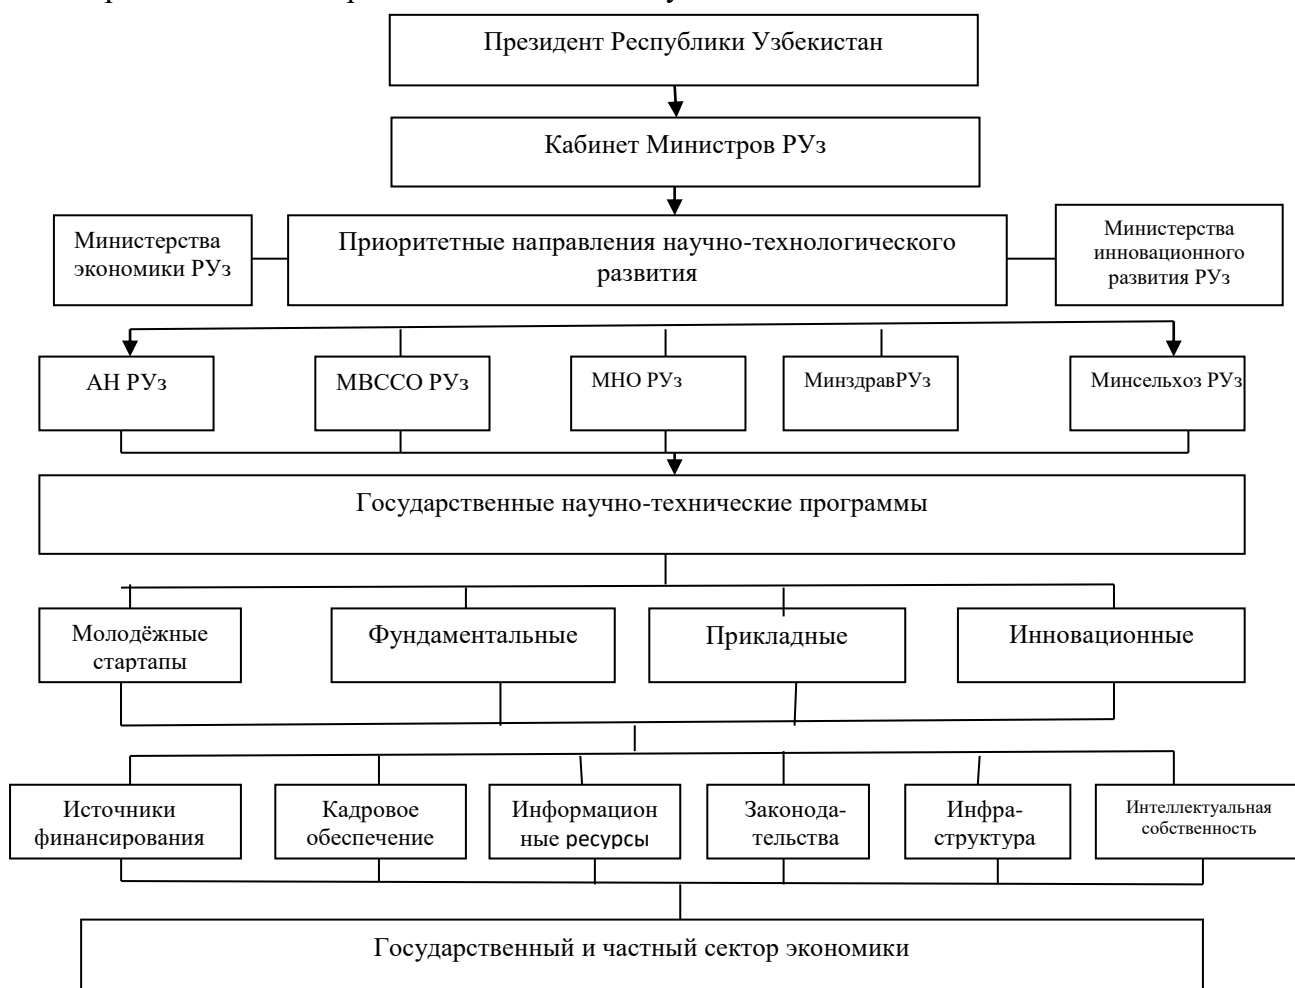 Президент Республики Узбекистан
Кабинет Министров РУз
Министерства
экономики РУз
Приоритетные направления научно-технологического
развития
Министерства
инновационного
развития РУз
АН РУз
МВССО РУз
МНО РУз
МинздравРУз
Минсельхоз РУз
Государственные научно-технические программы
Молодёжные
стартапы
Фундаментальные
Прикладные
Инновационные
Источники
финансирования
Кадровое
обеспечение
Информацион
ные ресурсы
Законода-
тельства
Инфра-
структура
Интеллектуальная
собственность
Государственный и частный сектор экономики